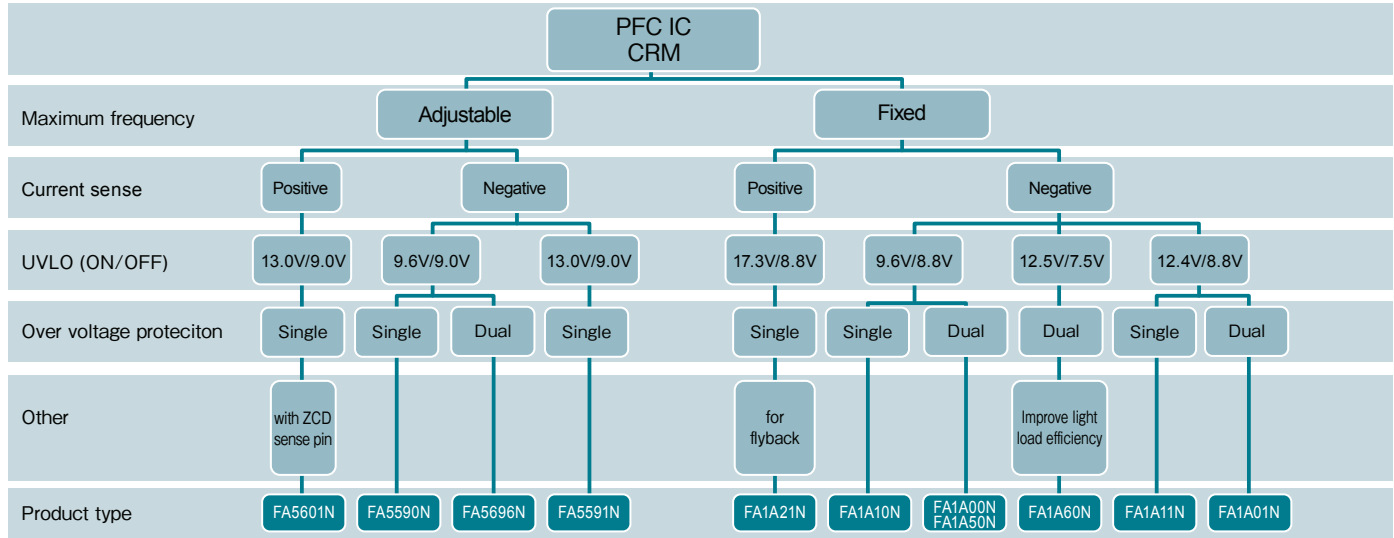 PFC IC
CRM
Maximum frequency
Adjustable
Fixed
Current sense
Positive
Negative
Positive
Negative
UVLO (ON/OFF)
13.0V/9.0V
9.6V/9.0V
13.0V/9.0V
17.3V/8.8V
9.6V/8.8V
12.5V/7.5V
12.4V/8.8V
Over voltage proteciton
Single
Single
Dual
Single
Single
Single
Dual
Dual
Single
Dual
Other
with ZCD
sense pin
for
flyback
Improve light
load efficiency
Product type
FA5601N
FA5590N
FA5696N
FA5591N
FA1A21N
FA1A10N
FA1A00N
FA1A50N
FA1A60N
FA1A11N
FA1A01N